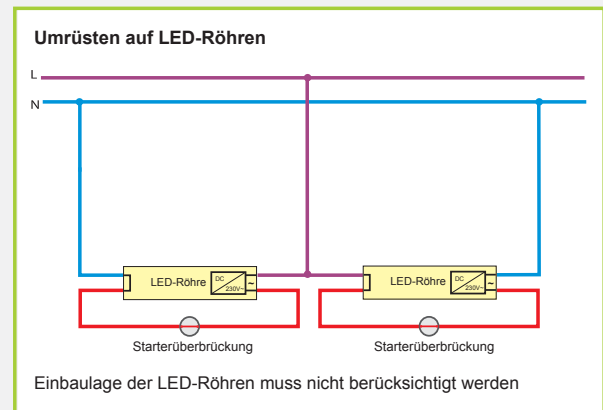 Umrüsten auf LED-Röhren
L
N
LED-Röhre DC 230V~ ~
LED-Röhre DC 230V~ ~
Starterüberbrückung
Starterüberbrückung
Einbaulage der LED-Röhren muss nicht berücksichtigt werden